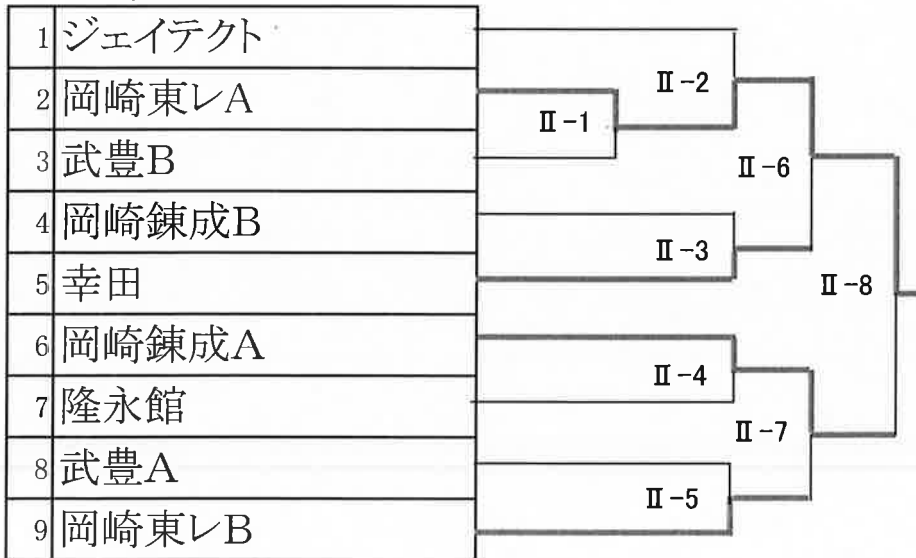 1 ジェイテクト
2 岡崎東レA
3 武豊B
4 岡崎錬成B
5 幸田
6 岡崎錬成A
7 隆永館
8 武豊A
9 岡崎東レB
Ⅱ-1
Ⅱ-2
Ⅱ-3
Ⅱ-4
Ⅱ-5
Ⅱ-6
Ⅱ-7
Ⅱ-8